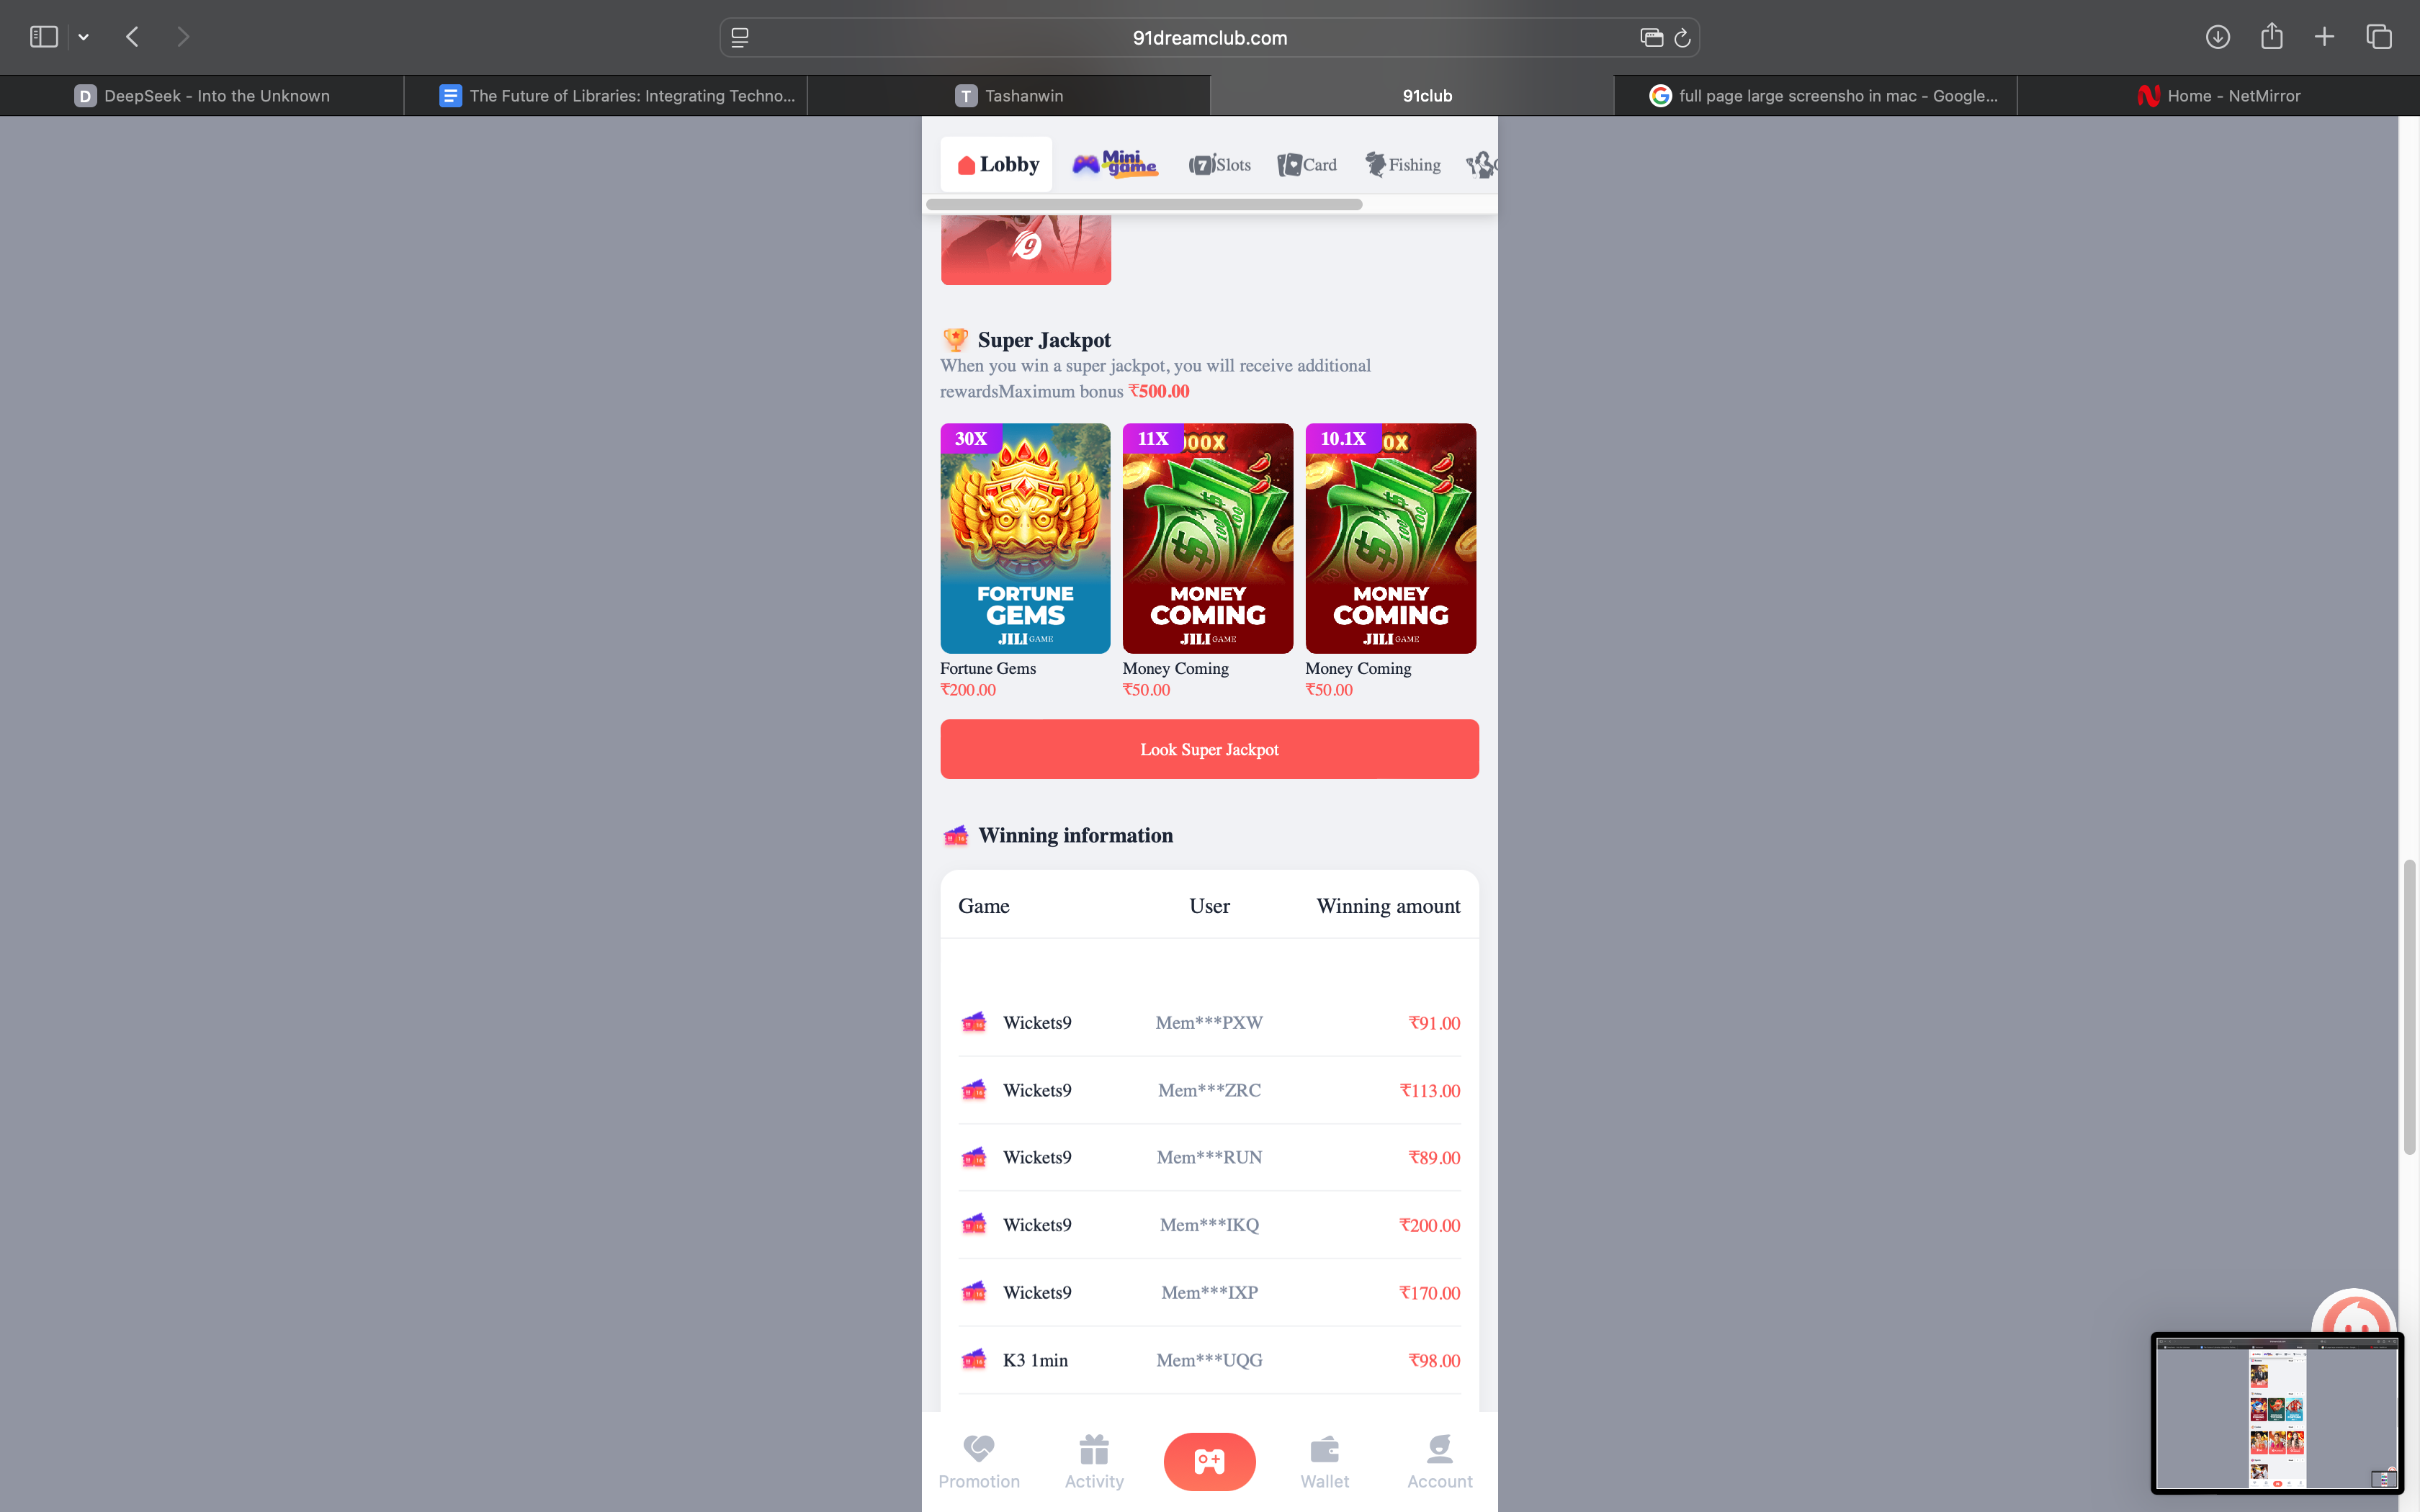 91dreamclub.com
D DeepSeek - Into the Unknown
The Future of Libraries: Integrating Techno...
T Tashanwin
91club
full page large screensho in mac - Google...
Home - NetMirror
Lobby
Mini game
Slots
Card
Fishing
Super Jackpot
When you win a super jackpot, you will receive additional
rewardsMaximum bonus ₹500.00
30X
11X
10.1X
FORTUNE
GEMS
JILI GAME
MONEY
COMING
JILI GAME
MONEY
COMING
JILI GAME
Fortune Gems
₹200.00
Money Coming
₹50.00
Money Coming
₹50.00
Look Super Jackpot
Winning information
Game User Winning amount
Wickets9 Mem***PXW ₹91.00
Wickets9 Mem***ZRC ₹113.00
Wickets9 Mem***RUN ₹89.00
Wickets9 Mem***IKQ ₹200.00
Wickets9 Mem***IXP ₹170.00
K3 1min Mem***UQG ₹98.00
Promotion
Activity
Wallet
Account